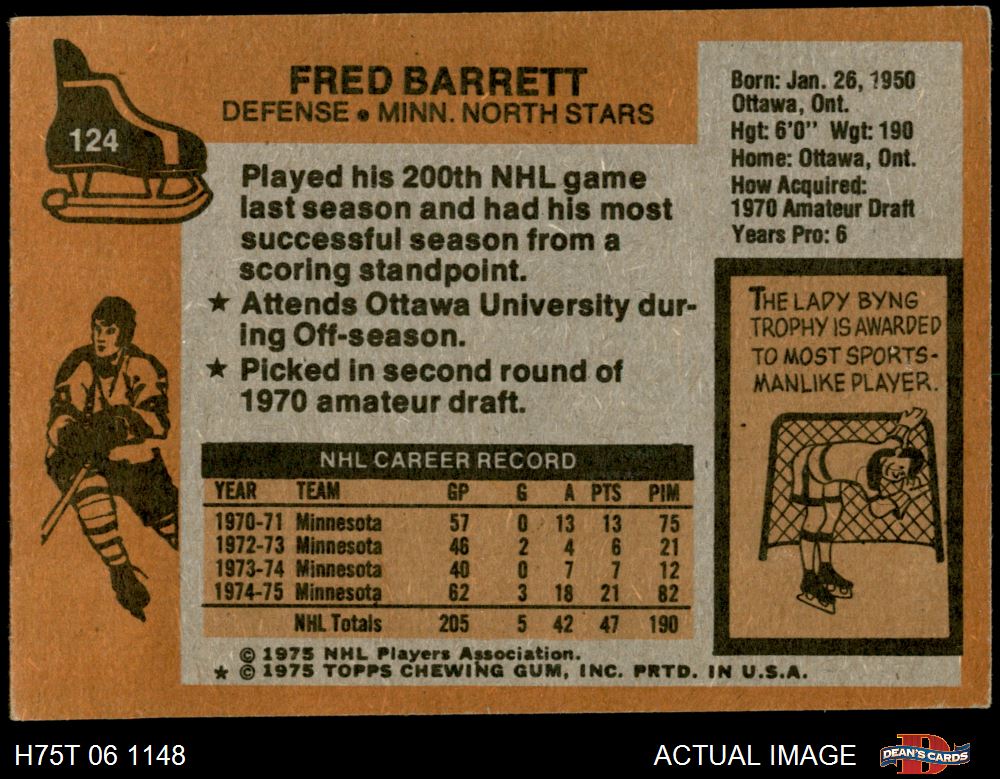 124
FRED BARRETT
DEFENSE • MINN. NORTH STARS
Born: Jan. 26, 1950
Ottawa, Ont.
Hgt: 6'0" Wgt: 190
Home: Ottawa, Ont.
How Acquired:
1970 Amateur Draft
Years Pro: 6
Played his 200th NHL game
last season and had his most
successful season from a
scoring standpoint.
★ Attends Ottawa University dur-
ing Off-season.
★ Picked in second round of
1970 amateur draft.
THE LADY BYNG
TROPHY IS AWARDED
TO MOST SPORTS-
MANLIKE PLAYER.
NHL CAREER RECORD
YEAR TEAM GP G A PTS PIM
1970-71 Minnesota 57 0 13 13 75
1972-73 Minnesota 46 2 4 6 21
1973-74 Minnesota 40 0 7 7 12
1974-75 Minnesota 62 3 18 21 82
NHL Totals 205 5 42 47 190
© 1975 NHL Players Association.
★ © 1975 TOPPS CHEWING GUM, INC. PRTD. IN U.S.A.
H75T 06 1148
ACTUAL IMAGE
D
DEAN'S CARDS